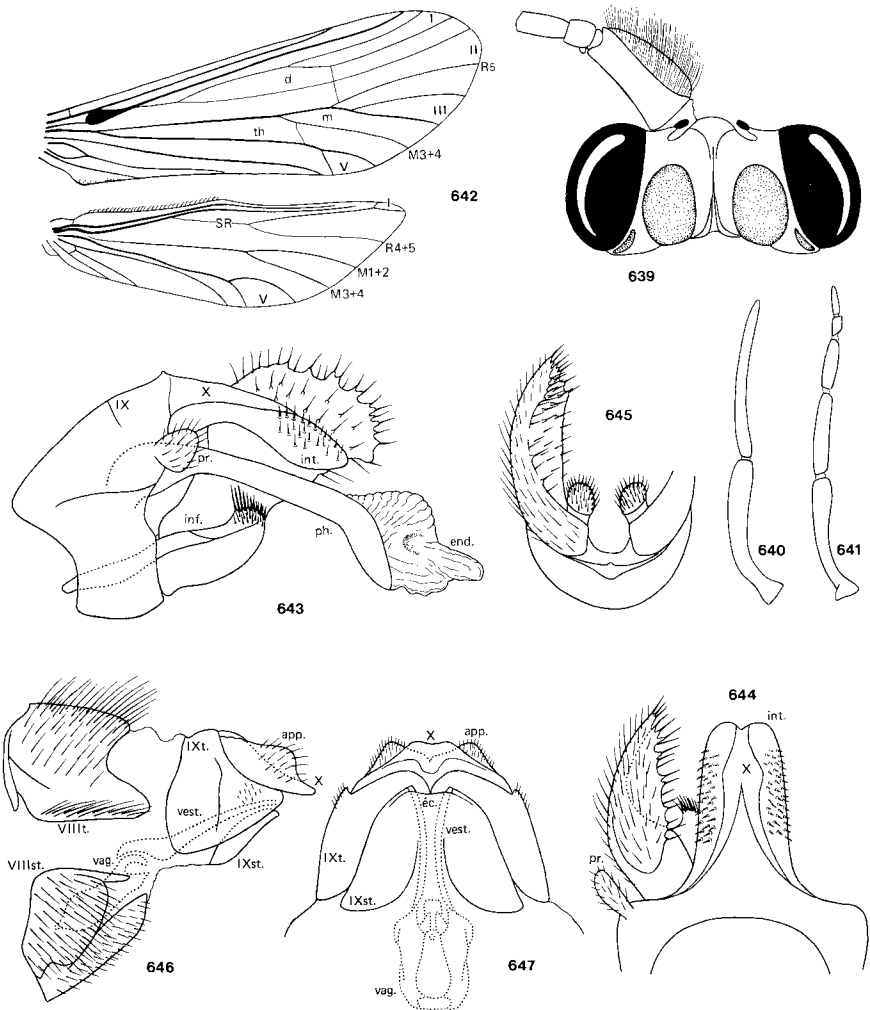 I
II
d
R5
m
III
th
V
M3+4
642
I
SR
R4+5
M1+2
V
M3+4
639
IX
X
pr.
int.
inf.
ph.
end.
643
645
640
641
IXt.
app.
X
vest.
VIIIt.
vag.
VIIIst.
IXst.
646
X
app.
éc.
vest.
IXt.
IXst.
vag.
647
644
int.
X
pr.